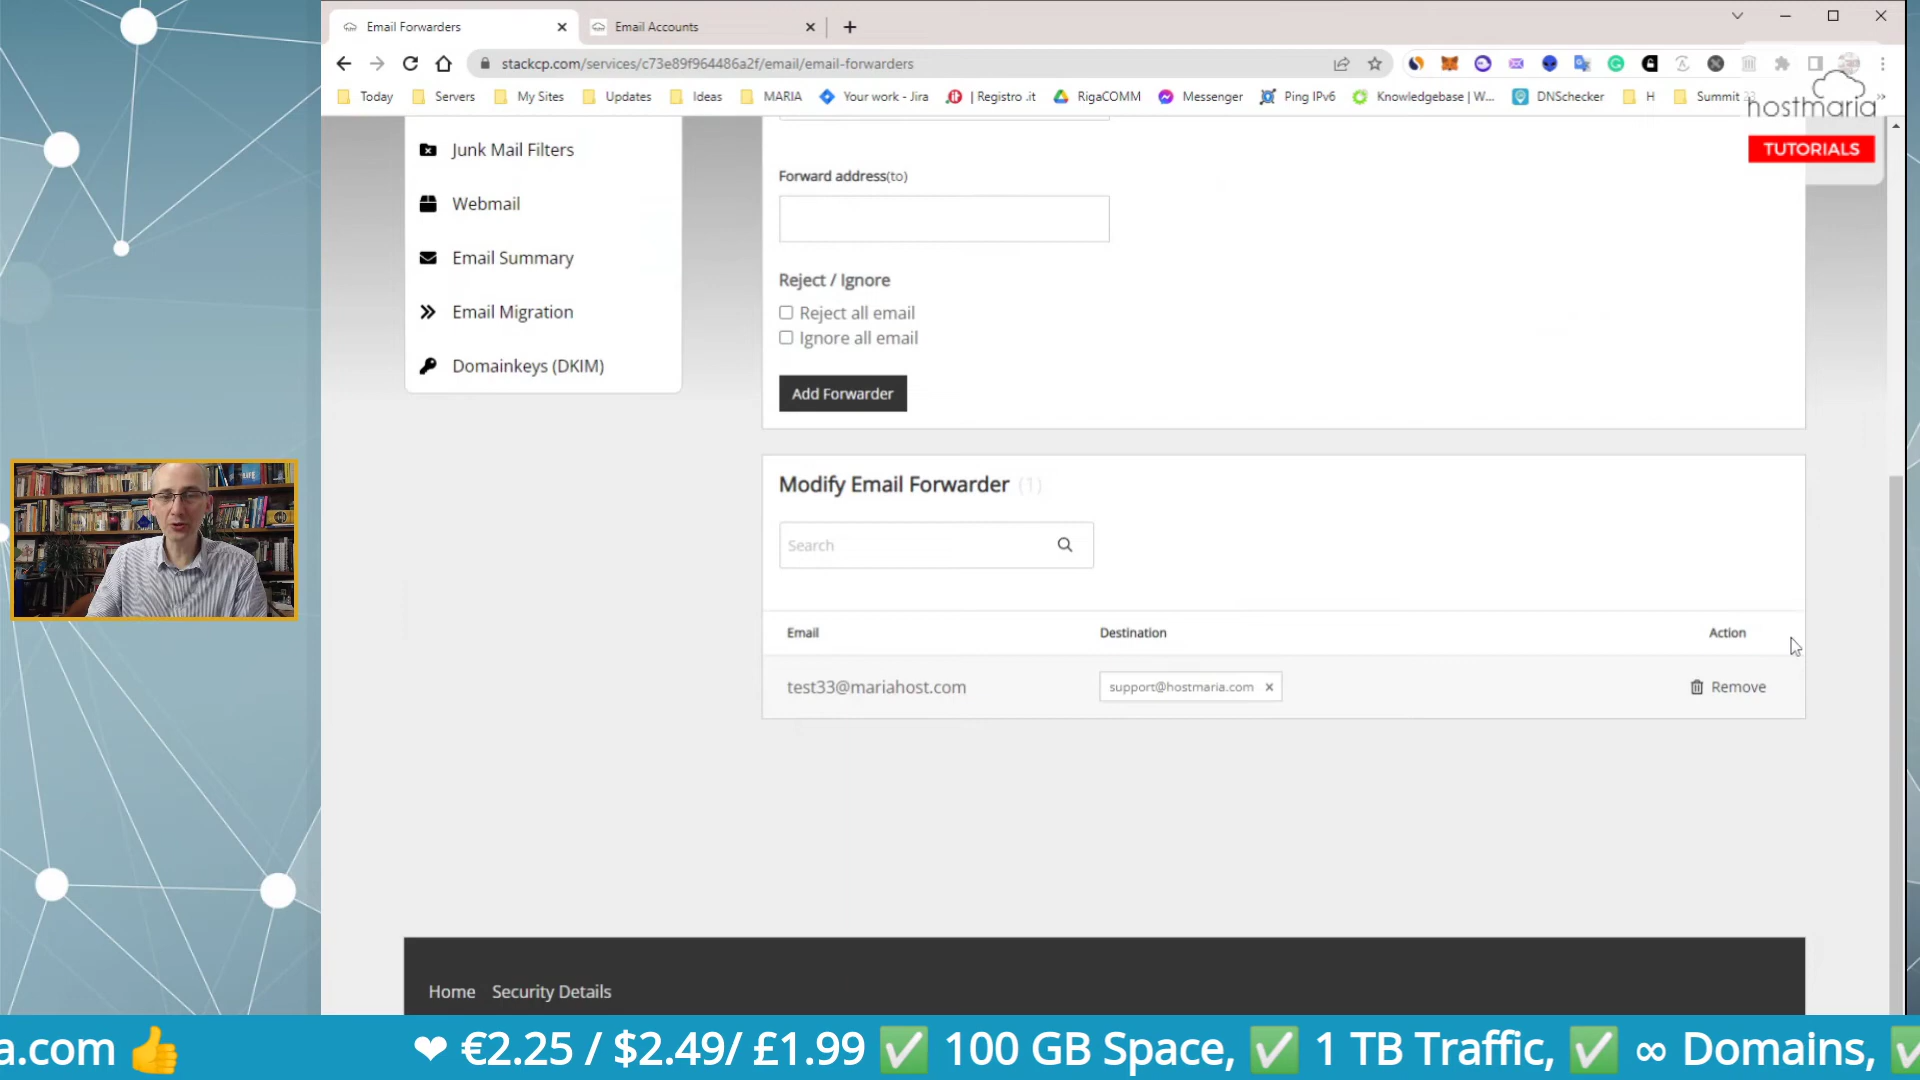 Email Forwarders
Email Accounts
stackcp.com/services/c73e89f964486a2f/email/email-forwarders
Today
Servers
My Sites
Updates
Ideas
MARIA
Your work - Jira
| Registro .it
RigaCOMM
Messenger
Ping IPv6
Knowledgebase | W...
DNSchecker
H
Summit
hostmaria
TUTORIALS
Junk Mail Filters
Webmail
Email Summary
Email Migration
Domainkeys (DKIM)
Forward address(to)
Reject / Ignore
Reject all email
Ignore all email
Add Forwarder
Modify Email Forwarder (1)
Search
Email Destination Action
test33@mariahost.com support@hostmaria.com × Remove
Home Security Details
a.com 👍 ❤ €2.25 / $2.49/ £1.99 ✅ 100 GB Space, ✅ 1 TB Traffic, ✅ ∞ Domains, ✅